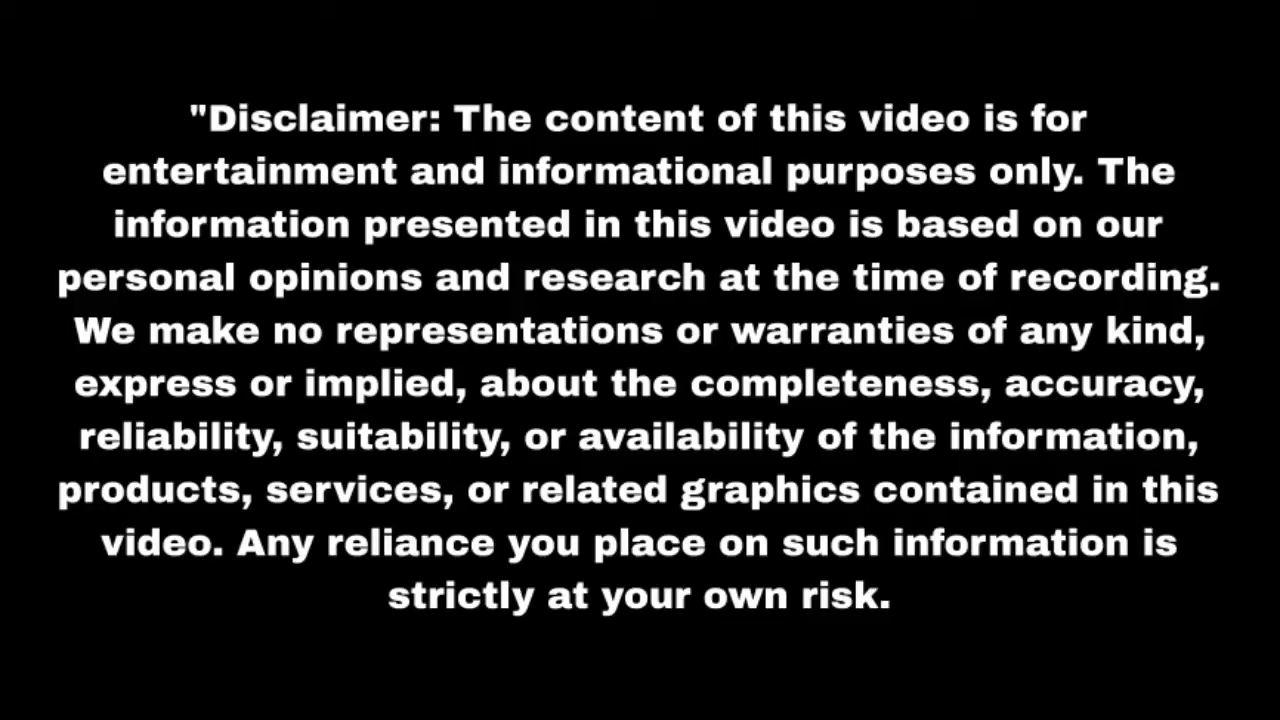 "Disclaimer: The content of this video is for
entertainment and informational purposes only. The
information presented in this video is based on our
personal opinions and research at the time of recording.
We make no representations or warranties of any kind,
express or implied, about the completeness, accuracy,
reliability, suitability, or availability of the information,
products, services, or related graphics contained in this
video. Any reliance you place on such information is
strictly at your own risk.